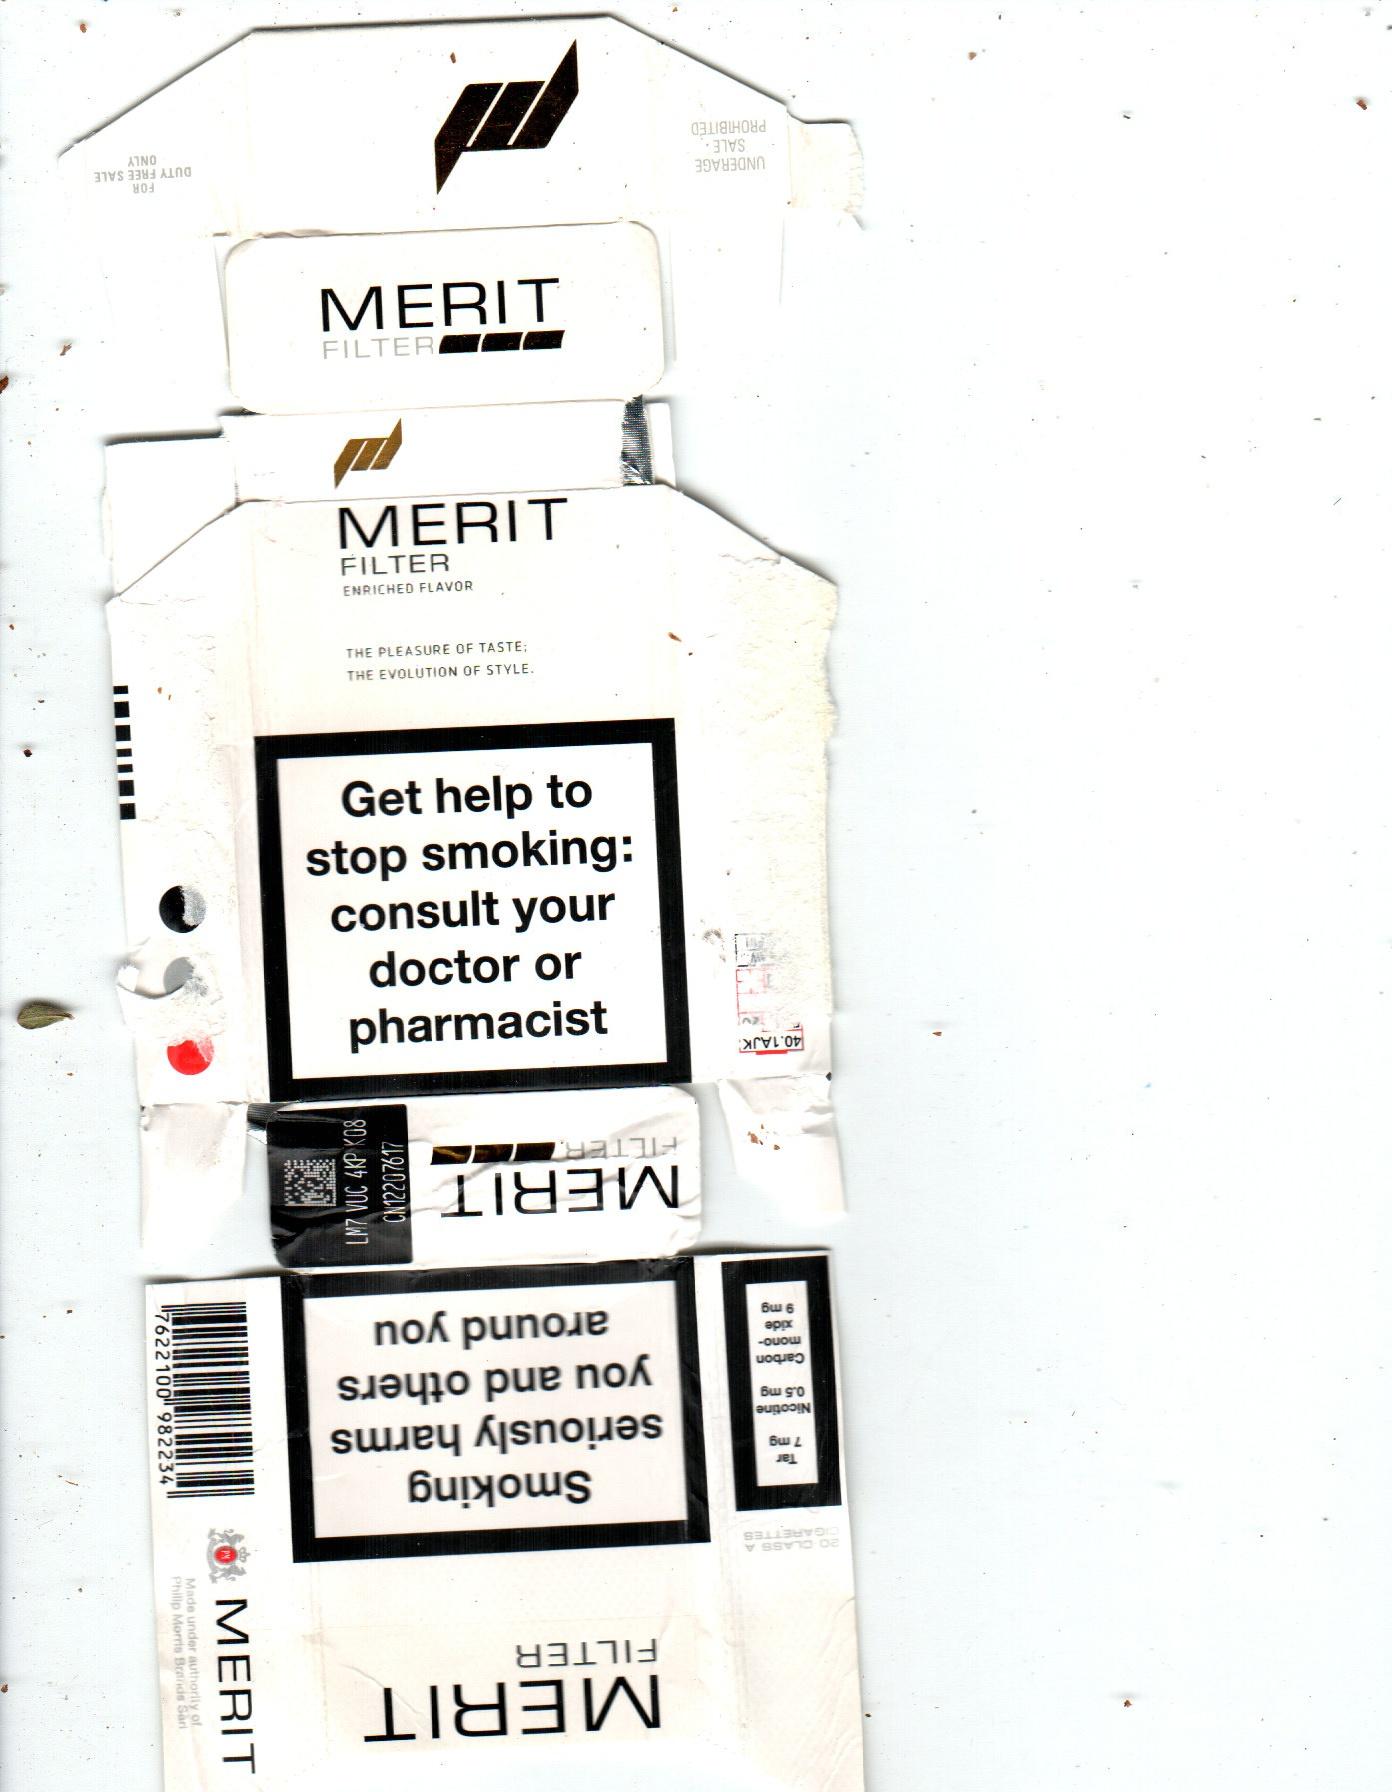 FOR
DUTY FREE SALE
ONLY
UNDERAGE
SALE
PROHIBITED
MERIT
FILTER
MERIT
FILTER
ENRICHED FLAVOR
THE PLEASURE OF TASTE;
THE EVOLUTION OF STYLE.
Get help to
stop smoking:
consult your
doctor or
pharmacist
40.1AJK
LM7 VUC 4KP K08
CN12207617
MERIT
FILTER
Smoking
seriously harms
you and others
around you
Tar
7 mg
Nicotine
0.5 mg
Carbon
mono-
xide
9 mg
20 CLASS A
CIGARETTES
7622100 982234
MERIT
Made under authority of
Philip Morris Brands Sàrl
MERIT
FILTER